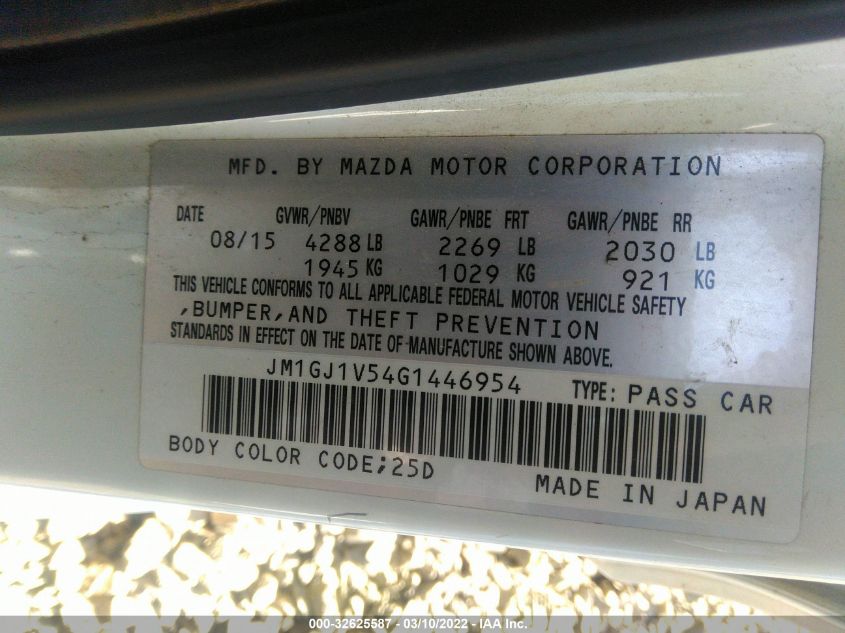 MFD. BY MAZDA MOTOR CORPORATION
DATE GVWR/PNBV GAWR/PNBE FRT GAWR/PNBE RR
08/15 4288 LB 2269 LB 2030 LB
1945 KG 1029 KG 921 KG
THIS VEHICLE CONFORMS TO ALL APPLICABLE FEDERAL MOTOR VEHICLE SAFETY
,BUMPER,AND THEFT PREVENTION
STANDARDS IN EFFECT ON THE DATE OF MANUFACTURE SHOWN ABOVE.
JM1GJ1V54G1446954 TYPE: PASS CAR
BODY COLOR CODE;25D
MADE IN JAPAN
000-32625587 - 03/10/2022 - IAA Inc.